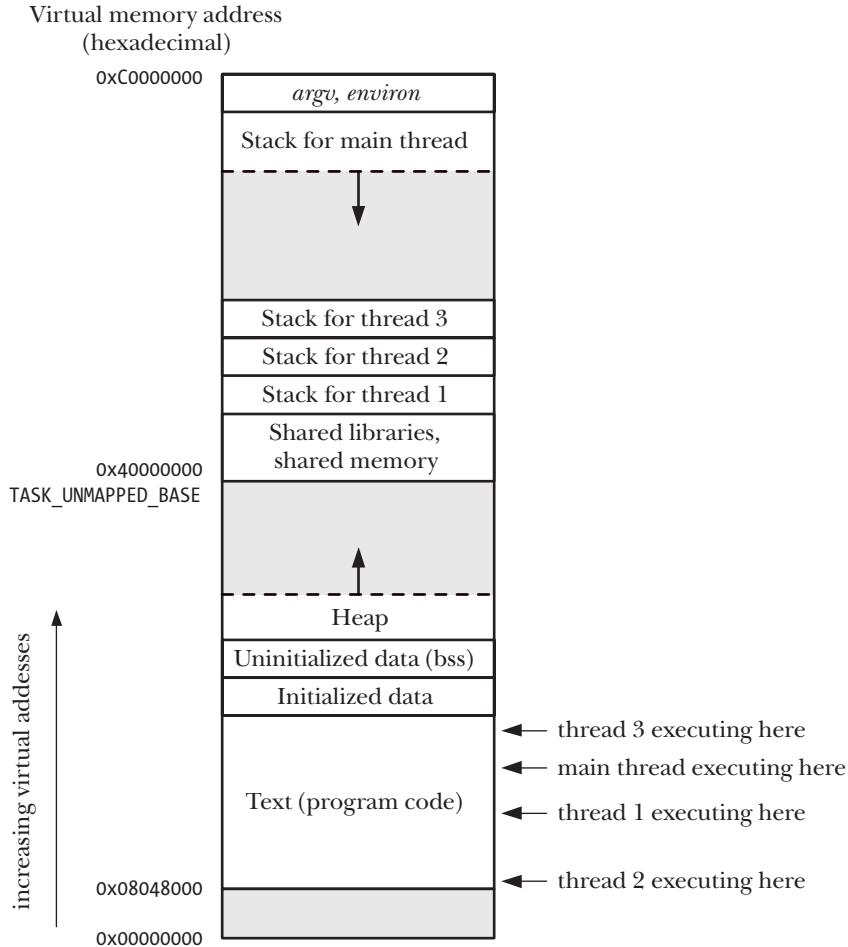 Virtual memory address
(hexadecimal)
0xC0000000
argv, environ
Stack for main thread
Stack for thread 3
Stack for thread 2
Stack for thread 1
Shared libraries,
shared memory
0x40000000
TASK_UNMAPPED_BASE
Heap
Uninitialized data (bss)
Initialized data
increasing virtual addesses
thread 3 executing here
main thread executing here
Text (program code)
thread 1 executing here
thread 2 executing here
0x08048000
0x00000000